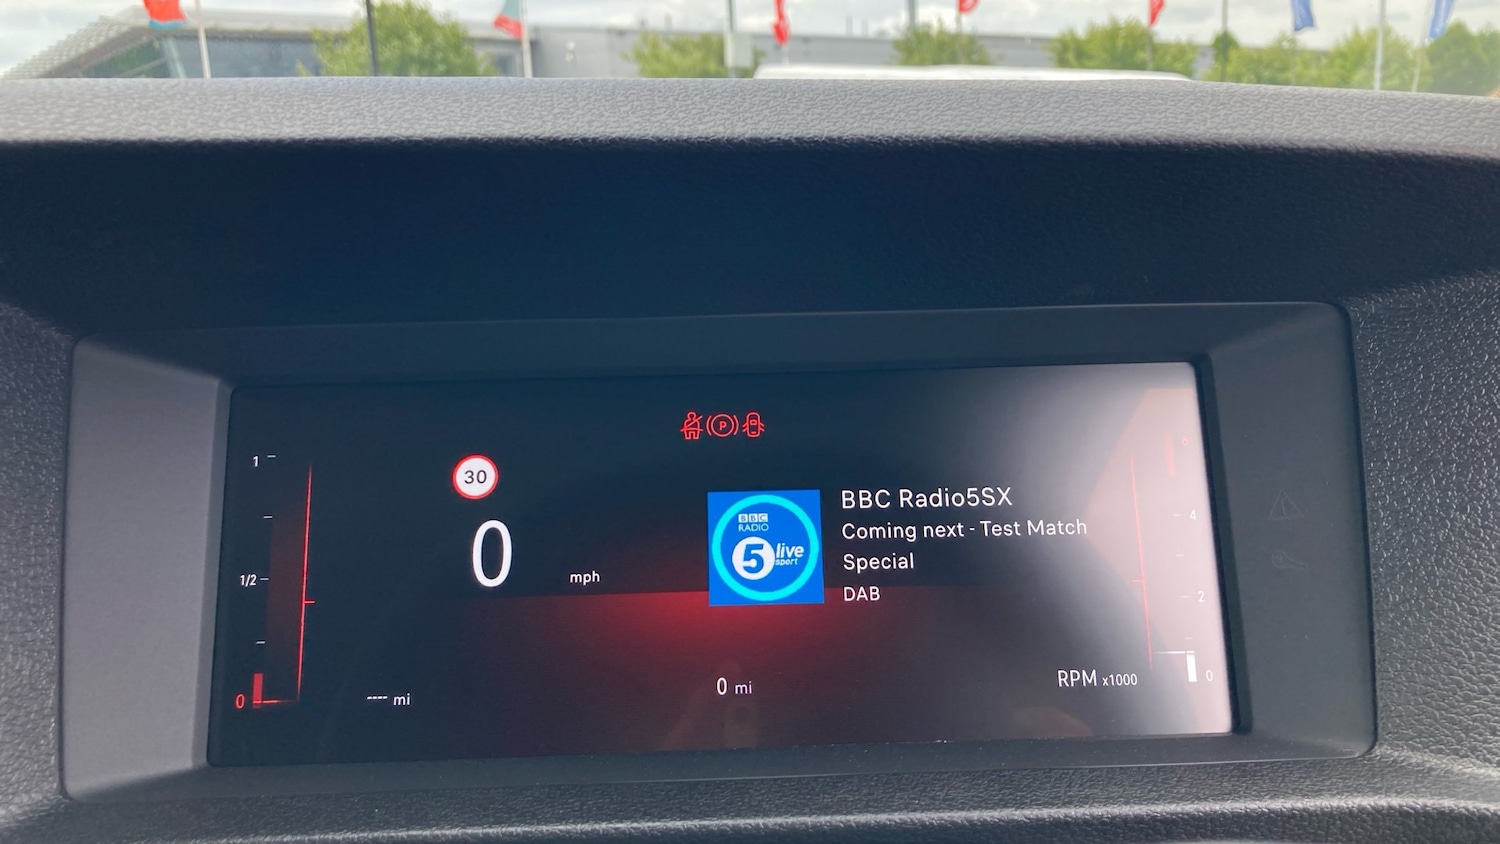 P
1
30
6
BBC Radio5SX
BBC
RADIO
5 live
sport
Coming next - Test Match
Special
DAB
4
0
mph
1/2
2
0
---- mi
0 mi
RPM x1000
0